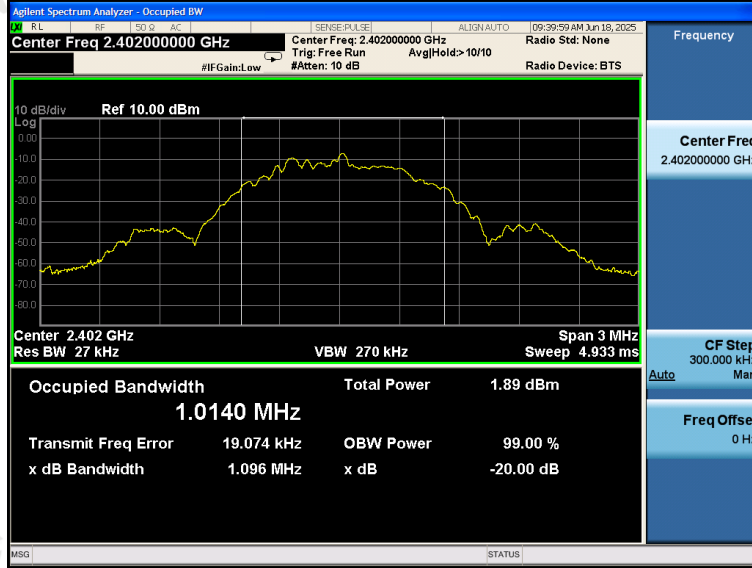 Agilent Spectrum Analyzer - Occupied BW
LXI RL RF 50 Ω AC SENSE:PULSE ALIGN AUTO 09:39:59 AM Jun 18, 2025
Center Freq 2.402000000 GHz Center Freq: 2.402000000 GHz Radio Std: None
Trig: Free Run Avg|Hold:>10/10
#IFGain:Low #Atten: 10 dB Radio Device: BTS
10 dB/div Ref 10.00 dBm
Log
0.00
-10.0
-20.0
-30.0
-40.0
-50.0
-60.0
-70.0
-80.0
Center 2.402 GHz Span 3 MHz
Res BW 27 kHz VBW 270 kHz Sweep 4.933 ms
Occupied Bandwidth Total Power 1.89 dBm
1.0140 MHz
Transmit Freq Error 19.074 kHz OBW Power 99.00 %
x dB Bandwidth 1.096 MHz x dB -20.00 dB
MSG STATUS
Frequency
Center Freq
2.402000000 GH
CF Step
300.000 kH
Auto Man
Freq Offse
0 H